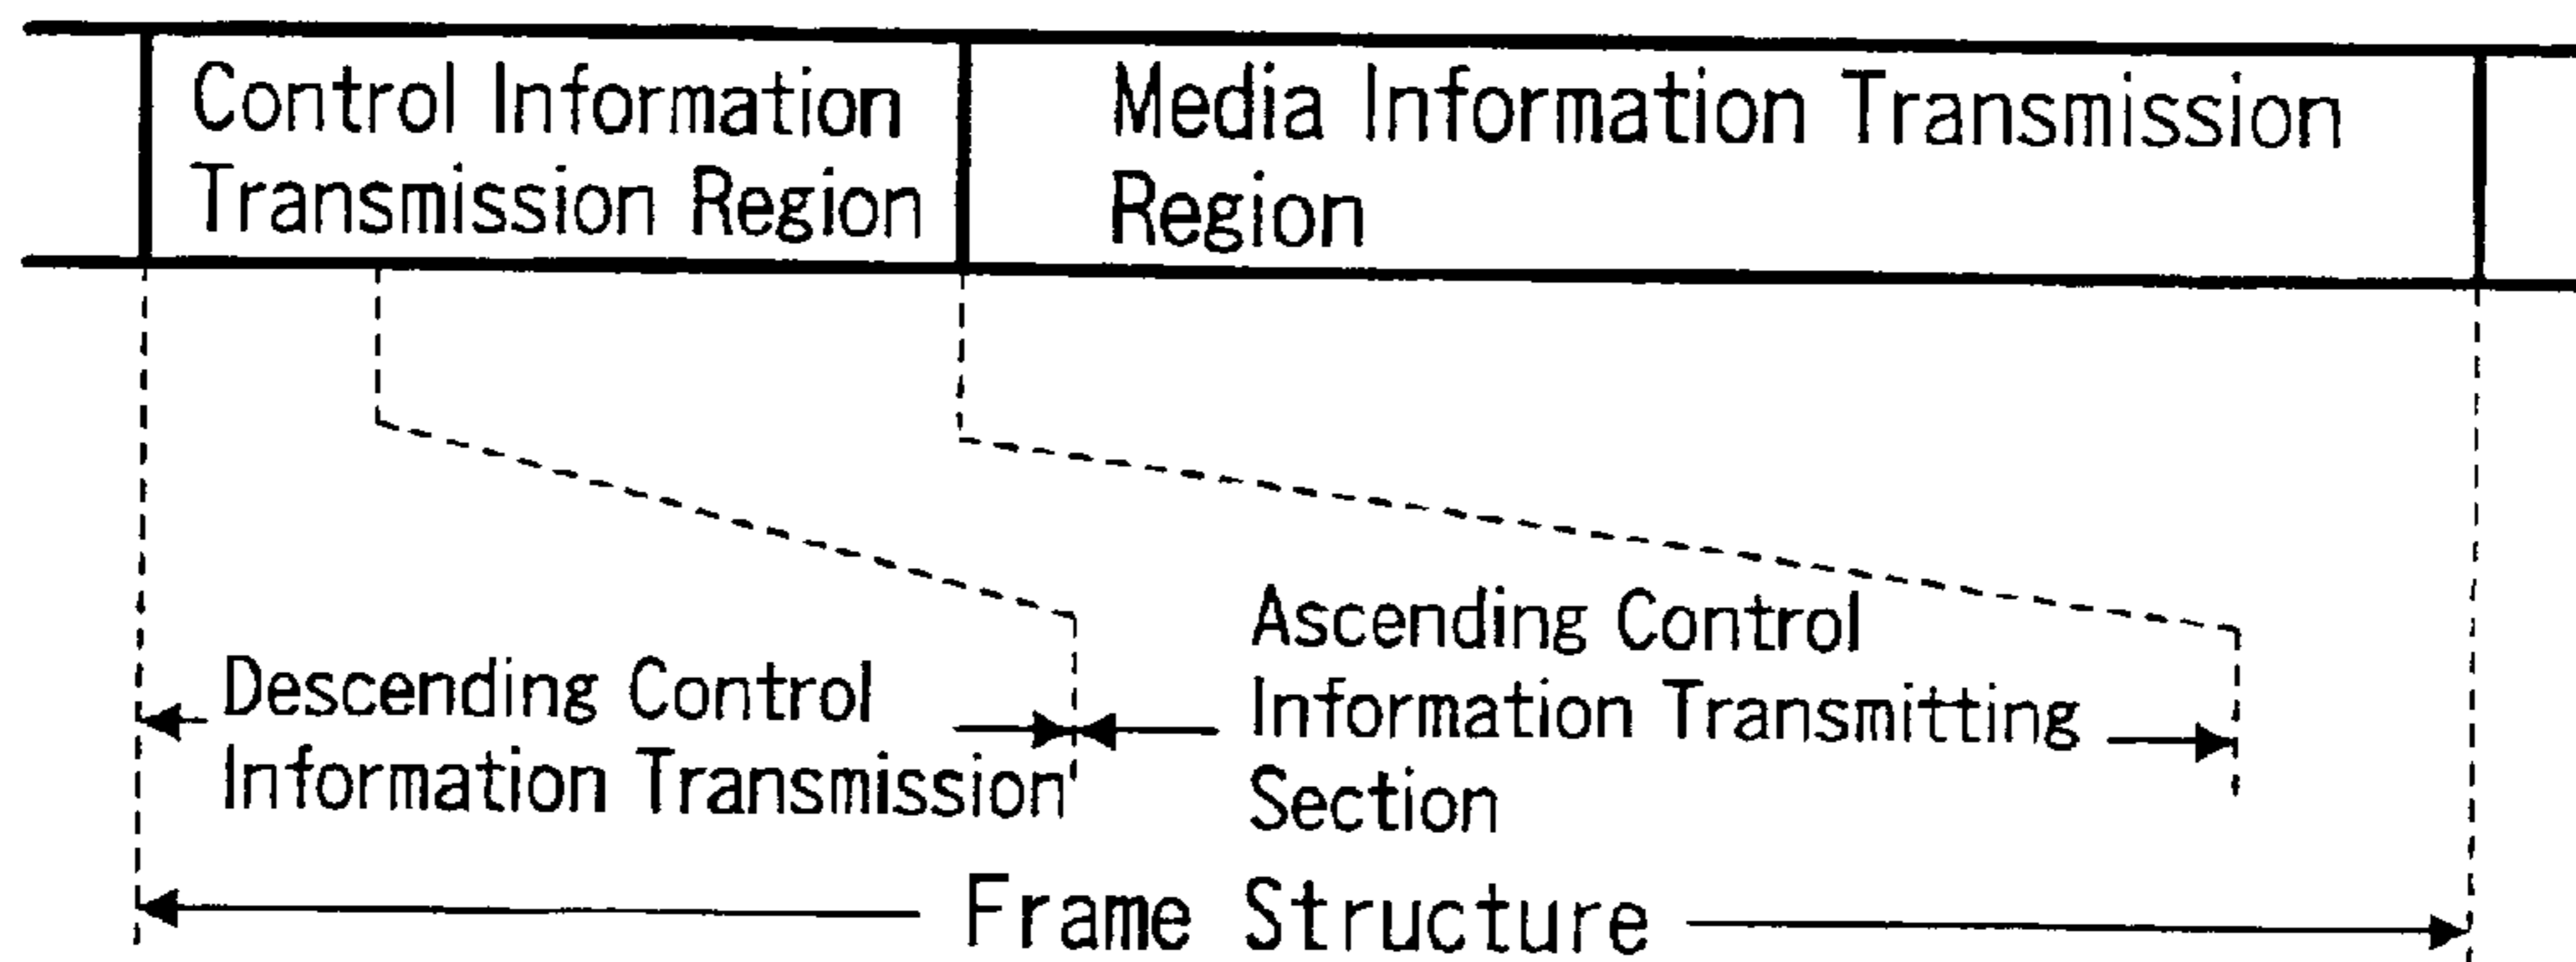 Control Information
Transmission Region
Media Information Transmission
Region
Descending Control
Information Transmission
Ascending Control
Information Transmitting
Section
Frame Structure